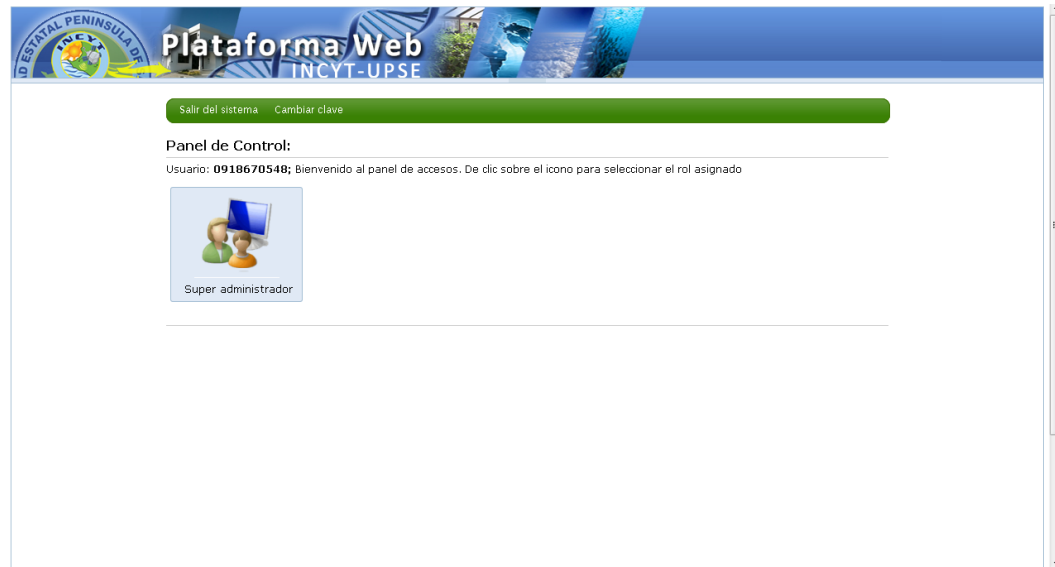 AD ESTATAL PENINSULA DE
INCYT
Plataforma Web
INCYT-UPSE
Salir del sistema Cambiar clave
Panel de Control:
Usuario: 0918670548; Bienvenido al panel de accesos. De clic sobre el icono para seleccionar el rol asignado
Super administrador